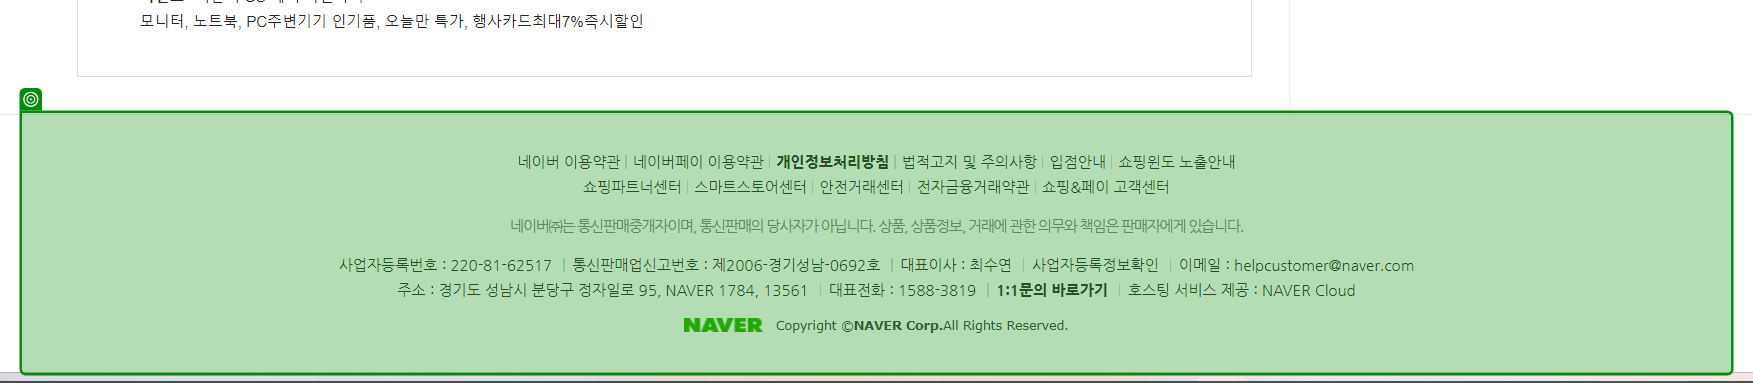 모니터, 노트북, PC주변기기 인기품, 오늘만 특가, 행사카드최대7%즉시할인
네이버 이용약관 | 네이버페이 이용약관 | 개인정보처리방침 | 법적고지 및 주의사항 | 입점안내 | 쇼핑윈도 노출안내
쇼핑파트너센터 | 스마트스토어센터 | 안전거래센터 | 전자금융거래약관 | 쇼핑&페이 고객센터
네이버㈜는 통신판매중개자이며, 통신판매의 당사자가 아닙니다. 상품, 상품정보, 거래에 관한 의무와 책임은 판매자에게 있습니다.
사업자등록번호 : 220-81-62517 | 통신판매업신고번호 : 제2006-경기성남-0692호 | 대표이사 : 최수연 | 사업자등록정보확인 | 이메일 : helpcustomer@naver.com
주소 : 경기도 성남시 분당구 정자일로 95, NAVER 1784, 13561 | 대표전화 : 1588-3819 | 1:1문의 바로가기 | 호스팅 서비스 제공 : NAVER Cloud
NAVER Copyright ©NAVER Corp.All Rights Reserved.